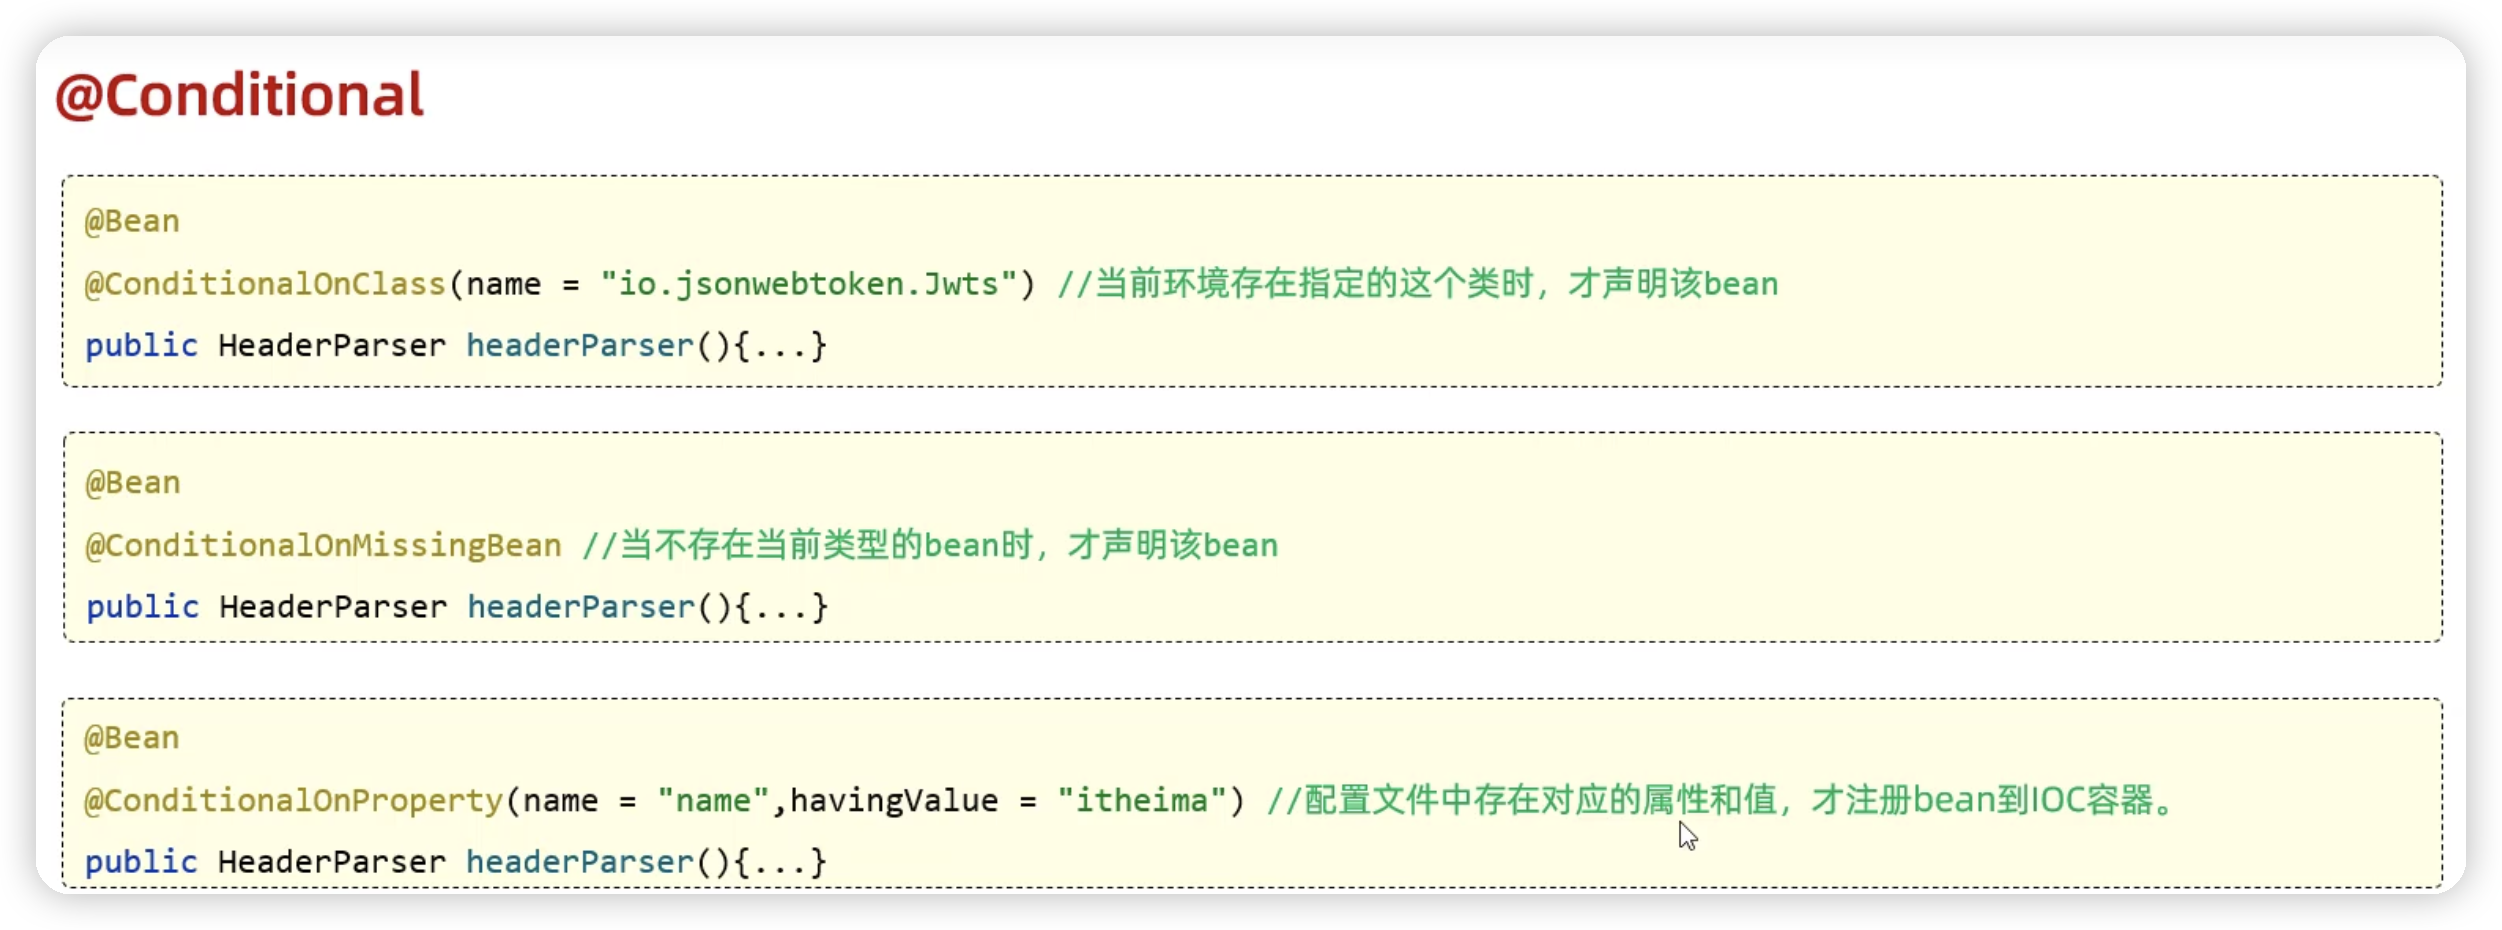 @Conditional
@Bean
@ConditionalOnClass(name = "io.jsonwebtoken.Jwts") //当前环境存在指定的这个类时，才声明该bean
public HeaderParser headerParser(){...}
@Bean
@ConditionalOnMissingBean //当不存在当前类型的bean时，才声明该bean
public HeaderParser headerParser(){...}
@Bean
@ConditionalOnProperty(name = "name",havingValue = "itheima") //配置文件中存在对应的属性和值，才注册bean到IOC容器。
public HeaderParser headerParser(){...}